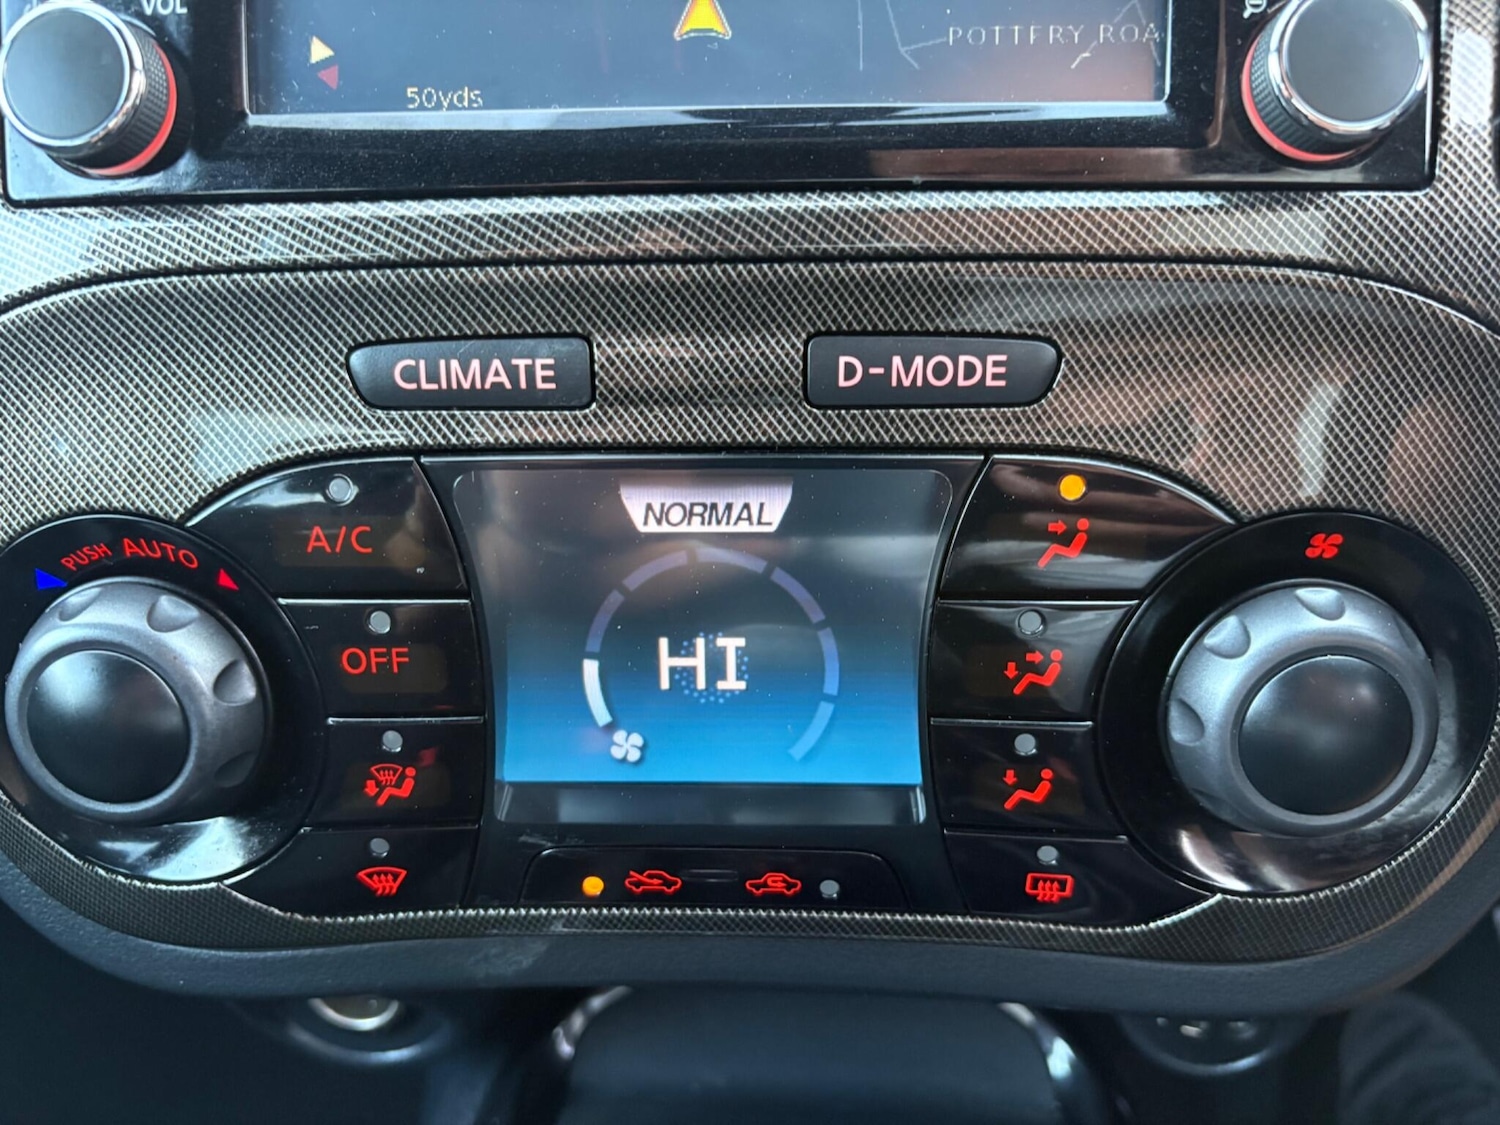 VOL
POTTERY ROA
50yds
CLIMATE
D-MODE
NORMAL
PUSH AUTO
A/C
OFF
HI